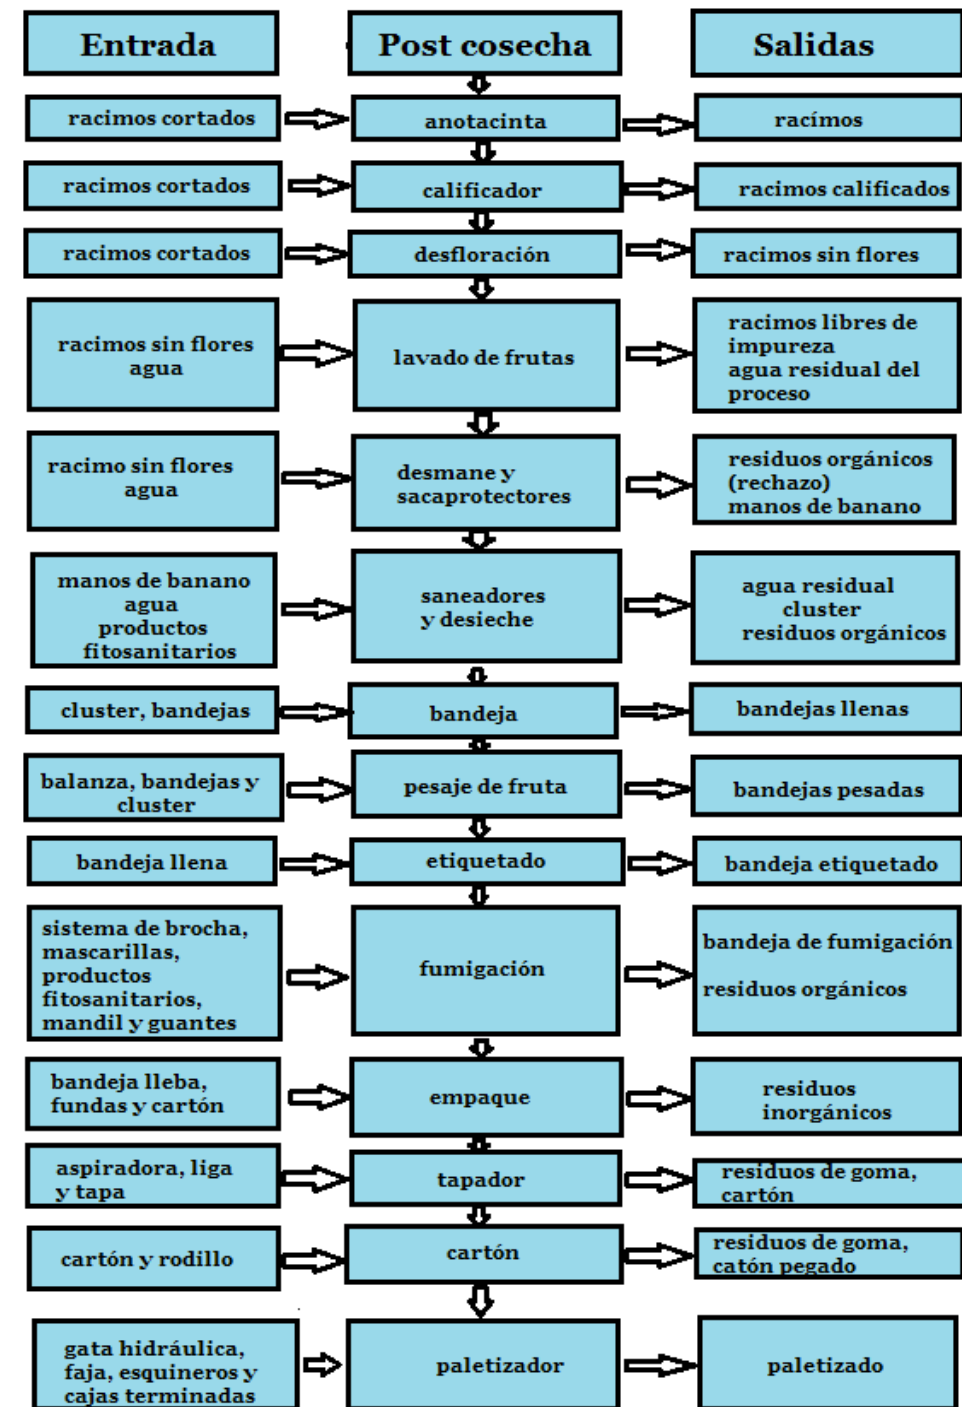 Entrada
Post cosecha
Salidas
racimos cortados
anotacinta
racímos
racimos cortados
calificador
racimos calificados
racimos cortados
desfloración
racimos sin flores
racimos sin flores
agua
lavado de frutas
racimos libres de
impureza
agua residual del
proceso
racimo sin flores
agua
desmane y
sacaprotectores
residuos orgánicos
(rechazo)
manos de banano
manos de banano
agua
productos
fitosanitarios
saneadores
y desieche
agua residual
cluster
residuos orgánicos
cluster, bandejas
bandeja
bandejas llenas
balanza, bandejas y
cluster
pesaje de fruta
bandejas pesadas
bandeja llena
etiquetado
bandeja etiquetado
sistema de brocha,
mascarillas,
productos
fitosanitarios,
mandil y guantes
fumigación
bandeja de fumigación
residuos orgánicos
bandeja lleba,
fundas y cartón
empaque
residuos
inorgánicos
aspiradora, liga
y tapa
tapador
residuos de goma,
cartón
cartón y rodillo
cartón
residuos de goma,
catón pegado
gata hidráulica,
faja, esquineros y
cajas terminadas
paletizador
paletizado